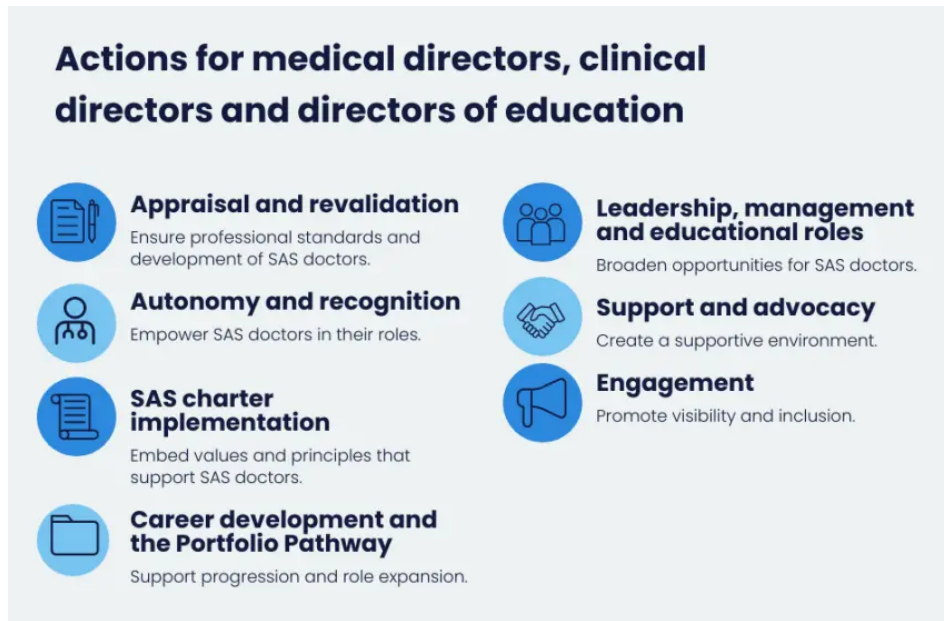 Actions for medical directors, clinical
directors and directors of education
Appraisal and revalidation
Ensure professional standards and
development of SAS doctors.
Autonomy and recognition
Empower SAS doctors in their roles.
SAS charter
implementation
Embed values and principles that
support SAS doctors.
Career development and
the Portfolio Pathway
Support progression and role expansion.
Leadership, management
and educational roles
Broaden opportunities for SAS doctors.
Support and advocacy
Create a supportive environment.
Engagement
Promote visibility and inclusion.